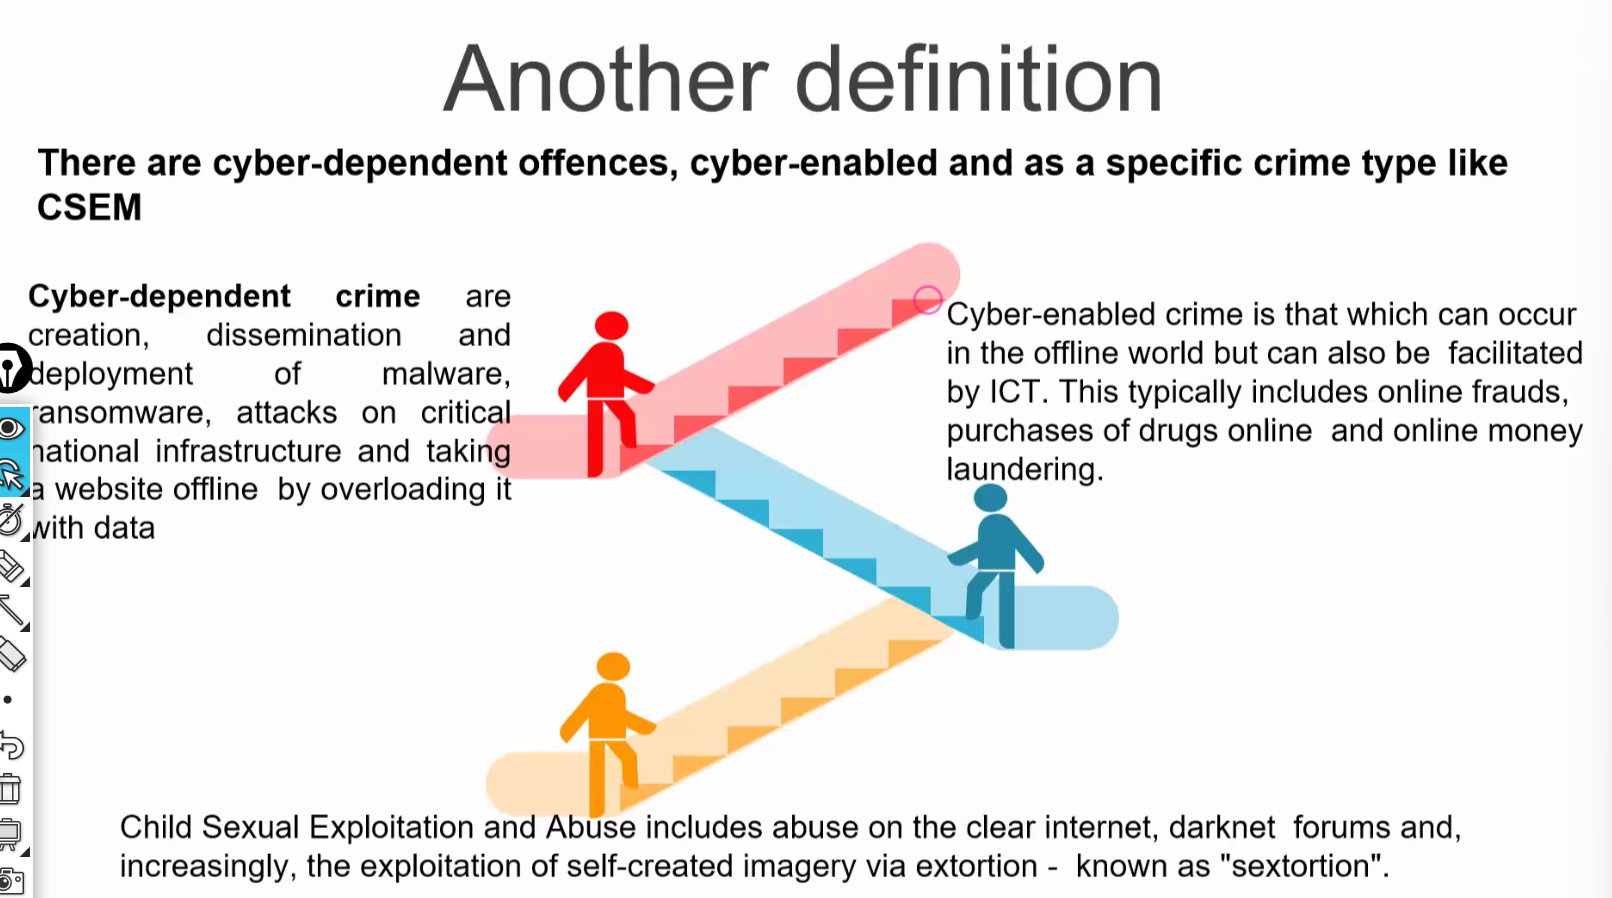 Another definition
There are cyber-dependent offences, cyber-enabled and as a specific crime type like
CSEM
Cyber-dependent crime are
creation, dissemination and
deployment of malware,
ransomware, attacks on critical
national infrastructure and taking
a website offline by overloading it
with data
Cyber-enabled crime is that which can occur
in the offline world but can also be facilitated
by ICT. This typically includes online frauds,
purchases of drugs online and online money
laundering.
Child Sexual Exploitation and Abuse includes abuse on the clear internet, darknet forums and,
increasingly, the exploitation of self-created imagery via extortion - known as "sextortion".